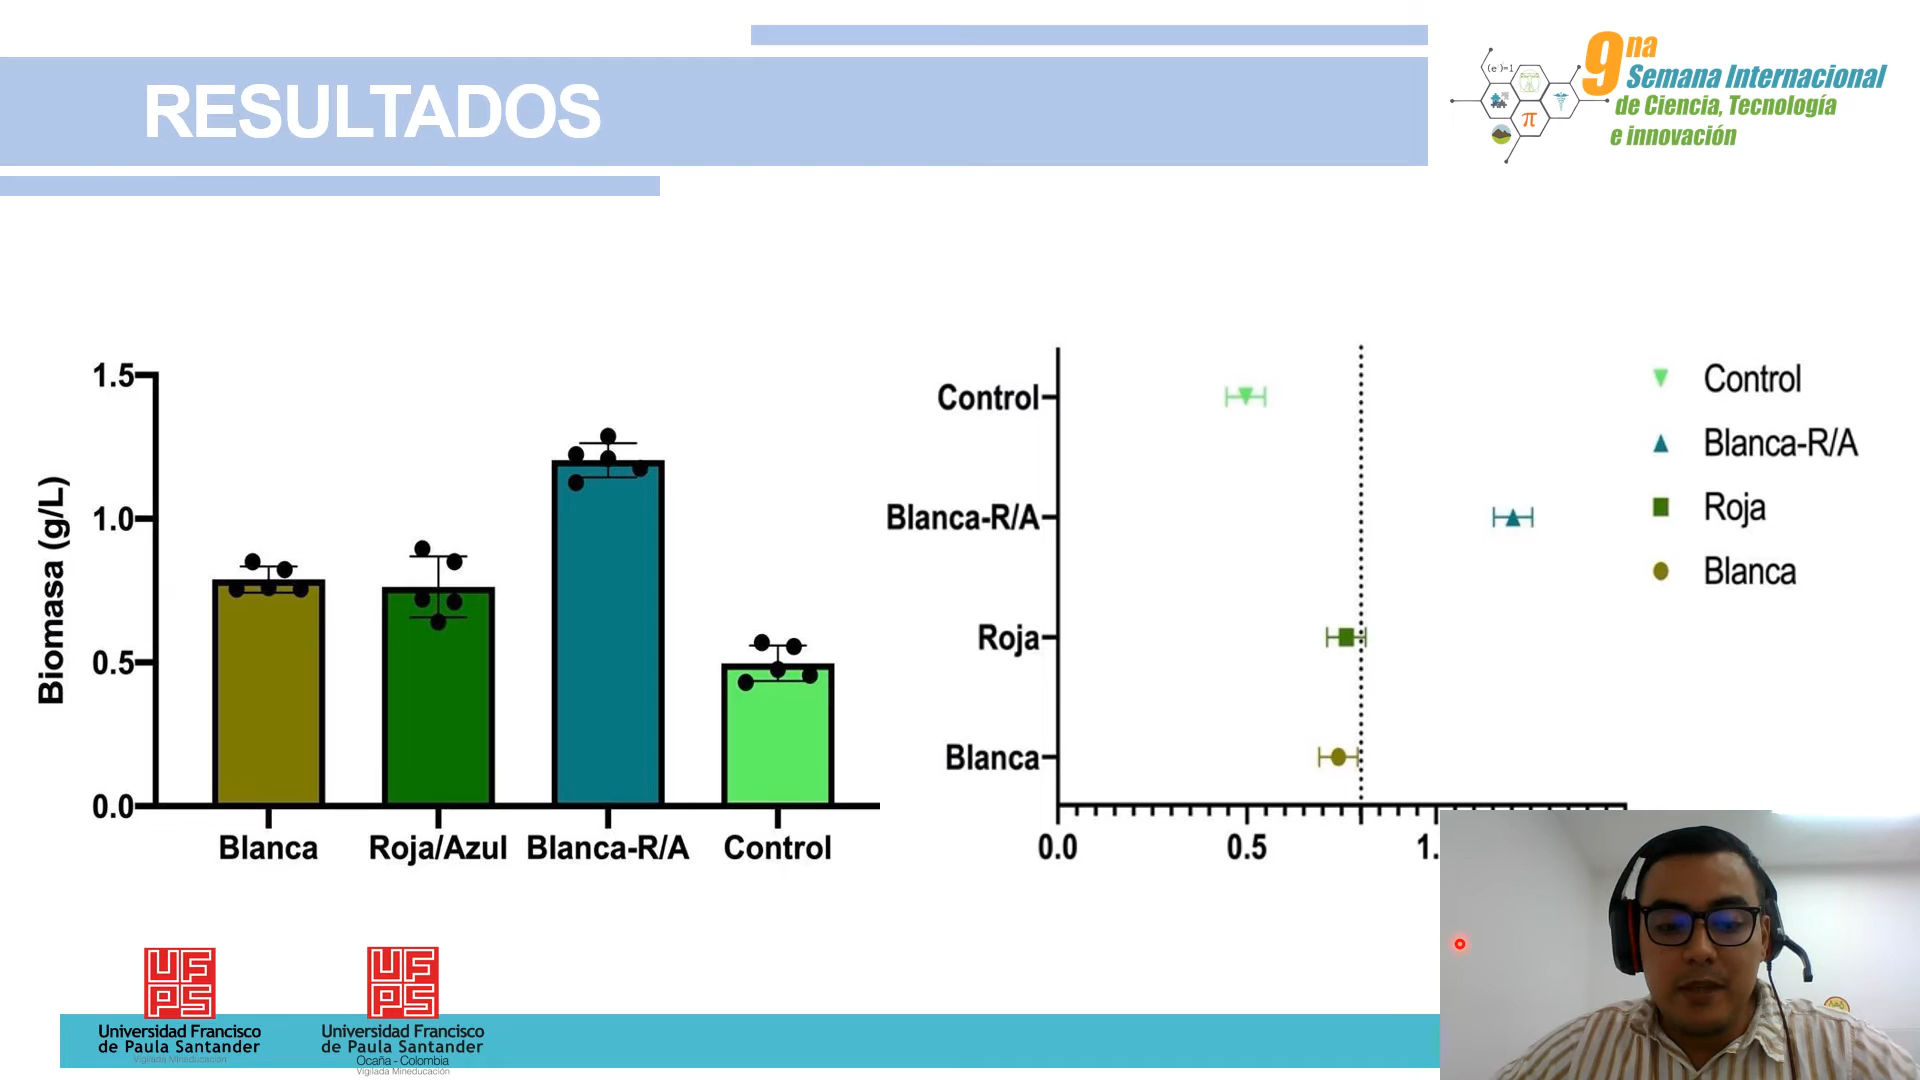 RESULTADOS
9na
Semana Internacional
de Ciencia, Tecnología
e innovación
(e )=1
π
1.5
1.0
0.5
0.0
Biomasa (g/L)
Blanca
Roja/Azul
Blanca-R/A
Control
Control
Blanca-R/A
Roja
Blanca
0.0
0.5
1.
Control
Blanca-R/A
Roja
Blanca
UFPS
Universidad Francisco
de Paula Santander
Vigilada Mineducación
UFPS
Universidad Francisco
de Paula Santander
Ocaña - Colombia
Vigilada Mineducación